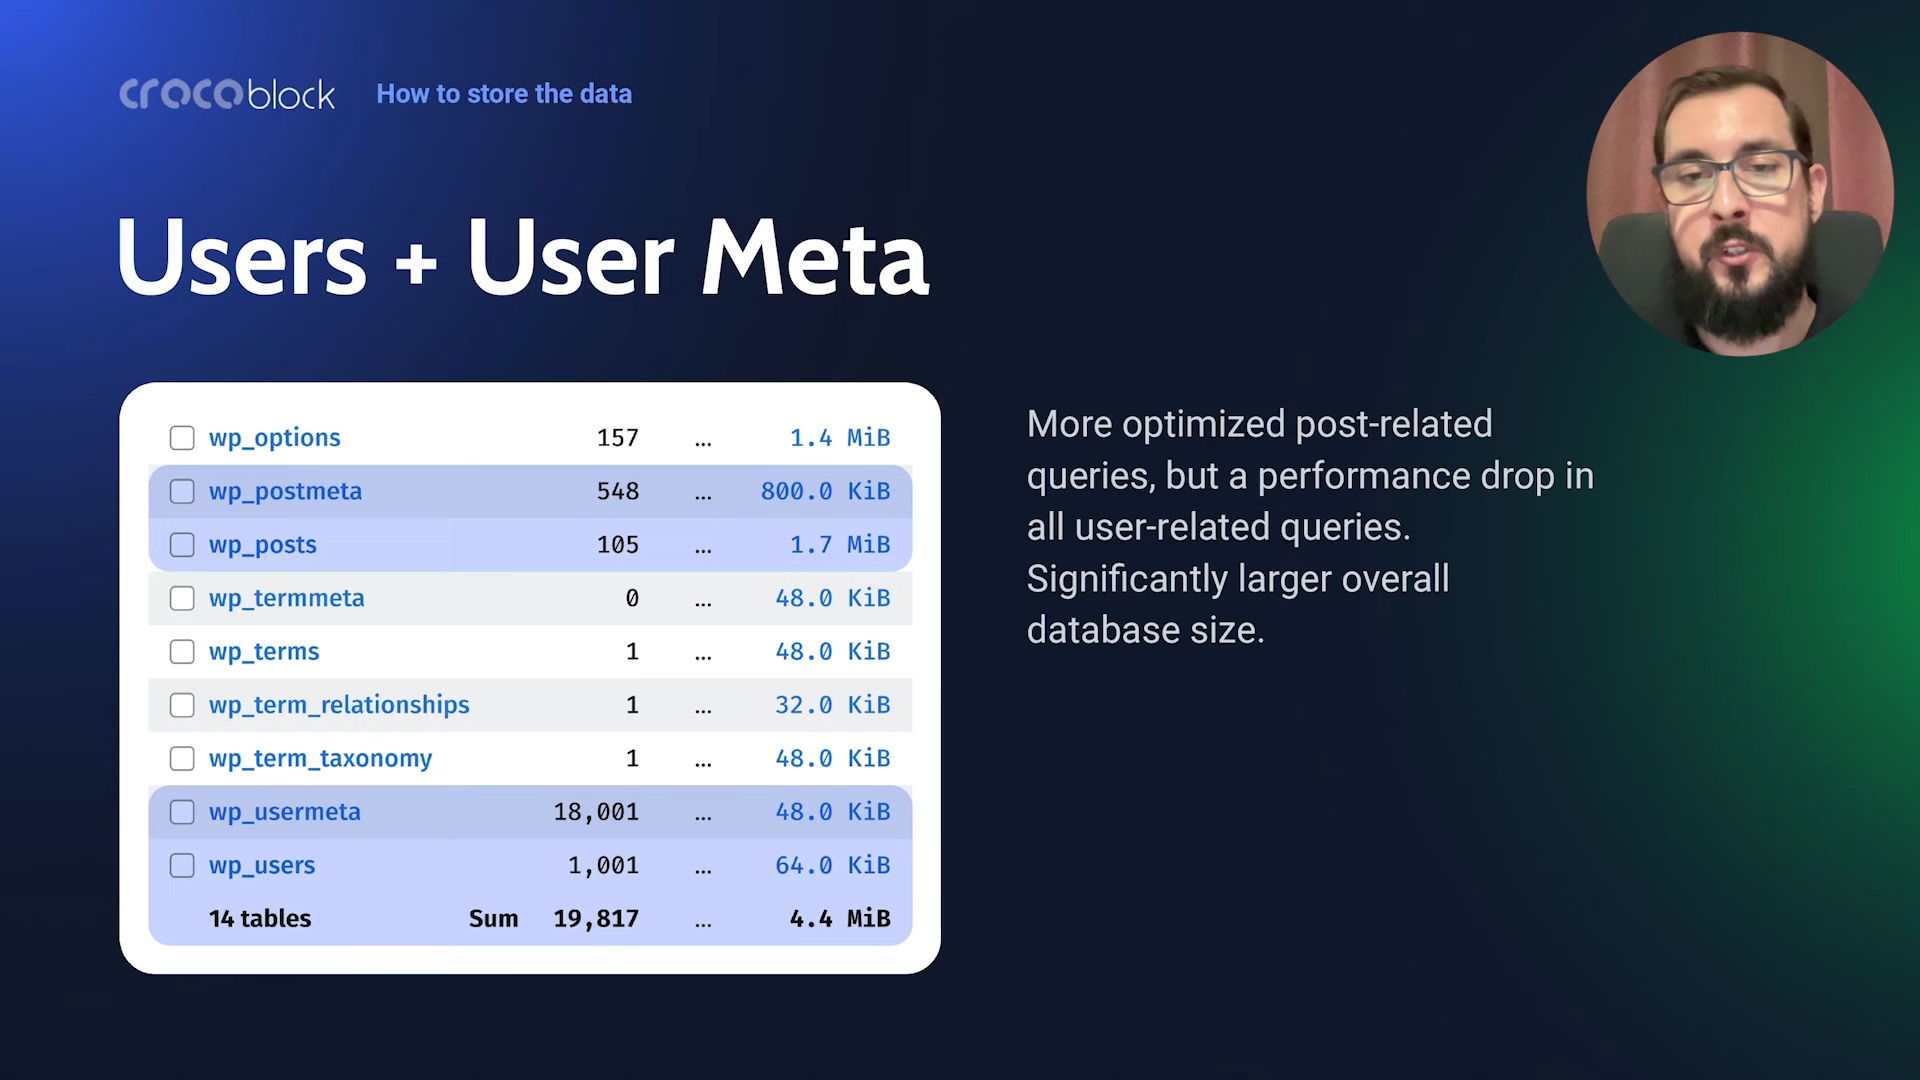 crocoblock How to store the data
Users + User Meta
wp_options 157 ... 1.4 MiB
wp_postmeta 548 ... 800.0 KiB
wp_posts 105 ... 1.7 MiB
wp_termmeta 0 ... 48.0 KiB
wp_terms 1 ... 48.0 KiB
wp_term_relationships 1 ... 32.0 KiB
wp_term_taxonomy 1 ... 48.0 KiB
wp_usermeta 18,001 ... 48.0 KiB
wp_users 1,001 ... 64.0 KiB
14 tables Sum 19,817 ... 4.4 MiB
More optimized post-related
queries, but a performance drop in
all user-related queries.
Significantly larger overall
database size.